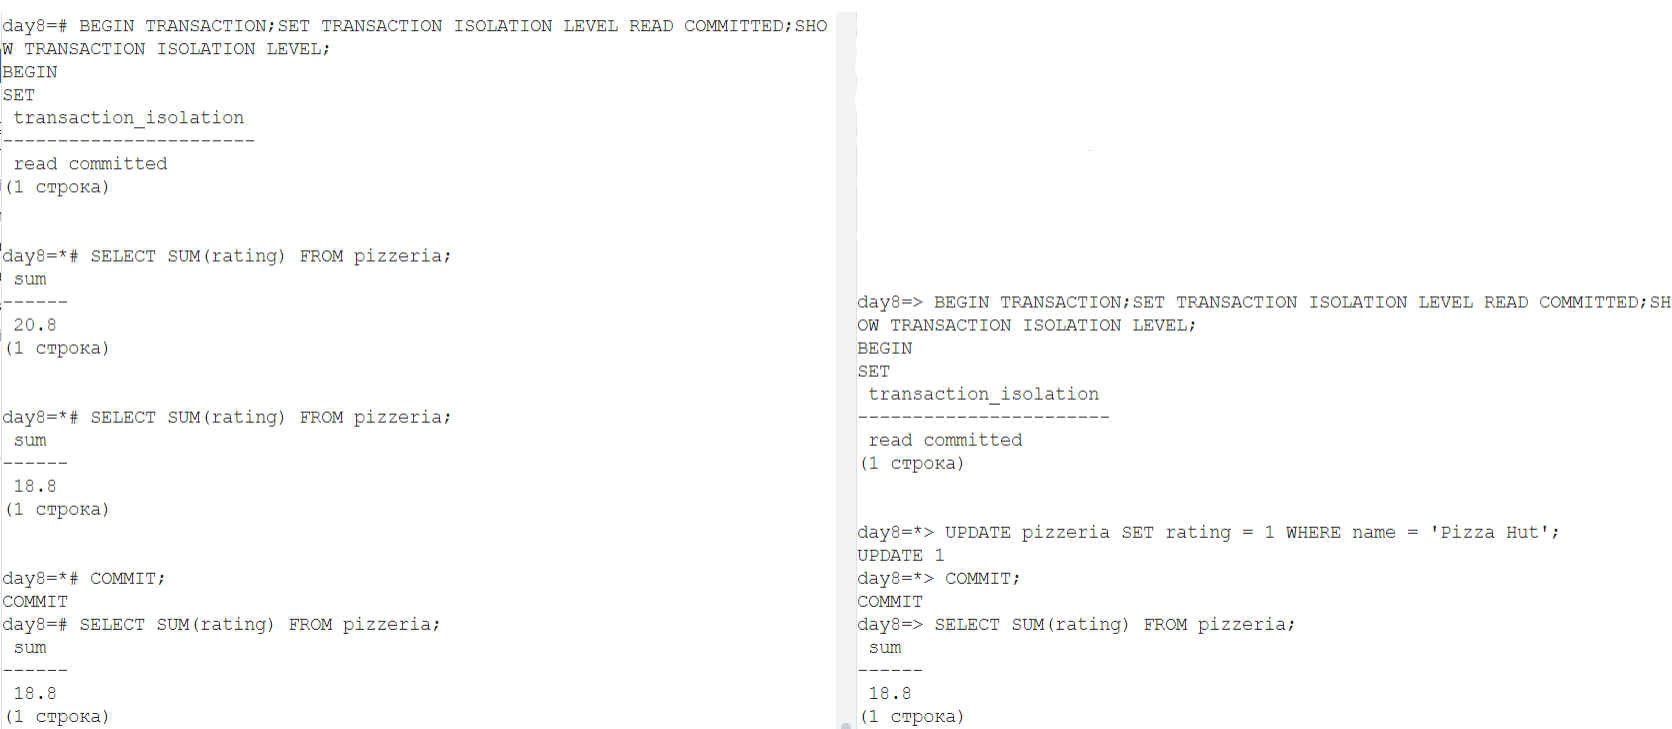 day8=# BEGIN TRANSACTION;SET TRANSACTION ISOLATION LEVEL READ COMMITTED;SHO
W TRANSACTION ISOLATION LEVEL;
BEGIN
SET
 transaction_isolation
-----------------------
 read committed
(1 строка)
day8=*# SELECT SUM(rating) FROM pizzeria;
 sum
------
 20.8
(1 строка)
day8=*# SELECT SUM(rating) FROM pizzeria;
 sum
------
 18.8
(1 строка)
day8=*# COMMIT;
COMMIT
day8=# SELECT SUM(rating) FROM pizzeria;
 sum
------
 18.8
(1 строка)
day8=> BEGIN TRANSACTION;SET TRANSACTION ISOLATION LEVEL READ COMMITTED;SH
OW TRANSACTION ISOLATION LEVEL;
BEGIN
SET
 transaction_isolation
-----------------------
 read committed
(1 строка)
day8=*> UPDATE pizzeria SET rating = 1 WHERE name = 'Pizza Hut';
UPDATE 1
day8=*> COMMIT;
COMMIT
day8=> SELECT SUM(rating) FROM pizzeria;
 sum
------
 18.8
(1 строка)